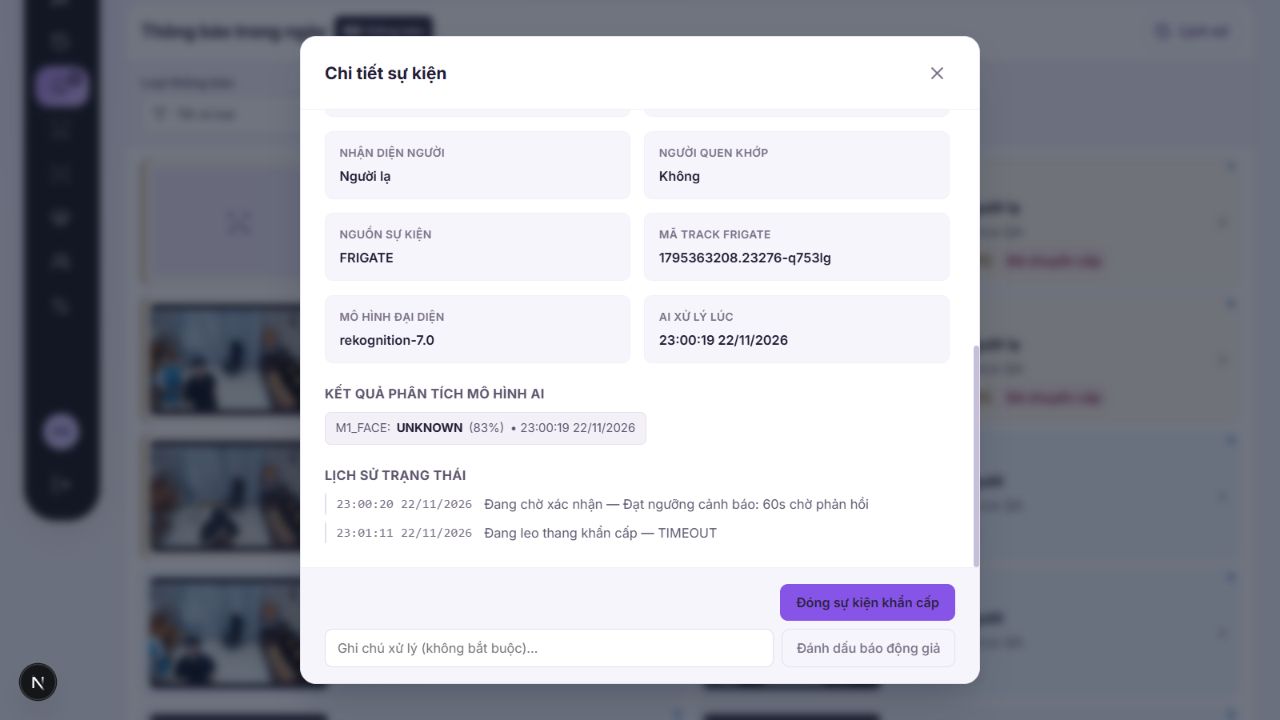 Thông báo trong ngày
Chi tiết sự kiện
NHẬN DIỆN NGƯỜI
Người lạ
NGƯỜI QUEN KHỚP
Không
NGUỒN SỰ KIỆN
FRIGATE
MÃ TRACK FRIGATE
1795363208.23276-q753lg
MÔ HÌNH ĐẠI DIỆN
rekognition-7.0
AI XỬ LÝ LÚC
23:00:19 22/11/2026
KẾT QUẢ PHÂN TÍCH MÔ HÌNH AI
M1_FACE: UNKNOWN (83%) • 23:00:19 22/11/2026
LỊCH SỬ TRẠNG THÁI
23:00:20 22/11/2026 Đang chờ xác nhận — Đạt ngưỡng cảnh báo: 60s chờ phản hồi
23:01:11 22/11/2026 Đang leo thang khẩn cấp — TIMEOUT
Đóng sự kiện khẩn cấp
Ghi chú xử lý (không bắt buộc)...
Đánh dấu báo động giả
N